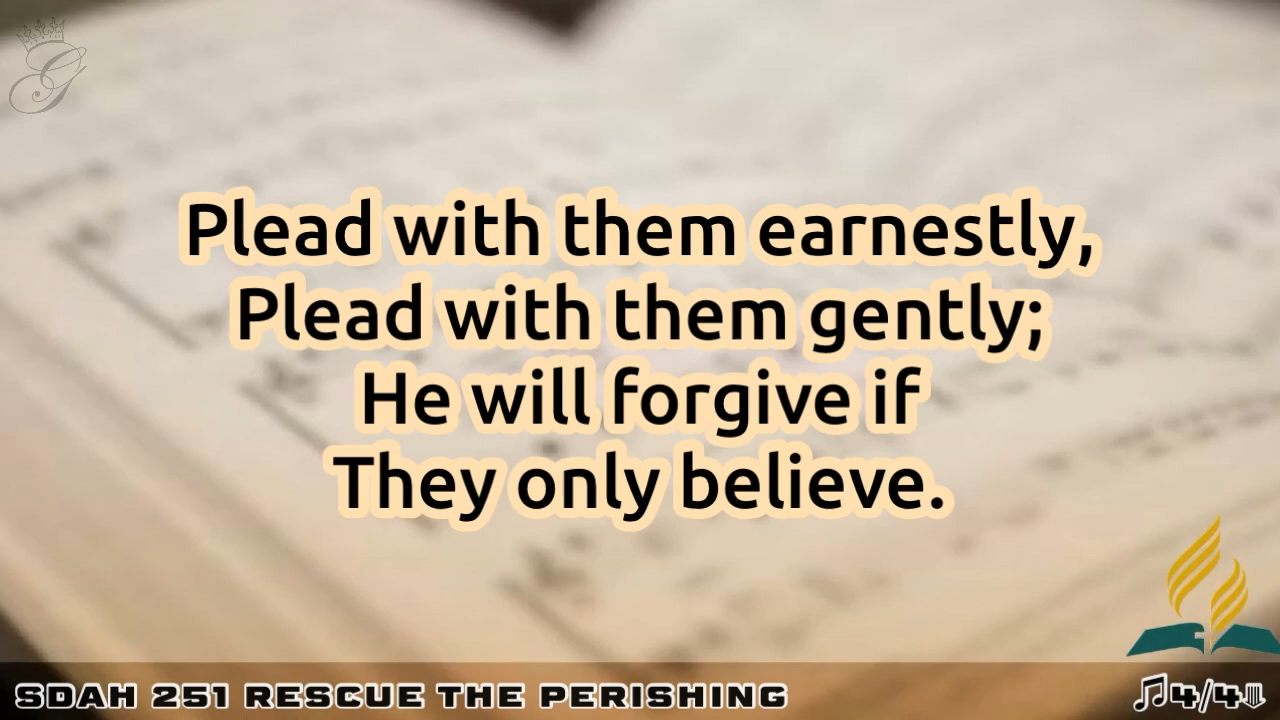 Plead with them earnestly,
Plead with them gently;
He will forgive if
They only believe.
SDAH 251 RESCUE THE PERISHING
4/4